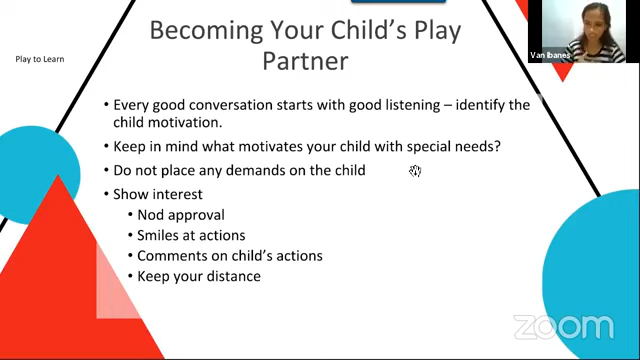 Becoming Your Child's Play
Partner
Play to Learn
Van Ibanes
• Every good conversation starts with good listening – identify the
child motivation.
• Keep in mind what motivates your child with special needs?
• Do not place any demands on the child
• Show interest
• Nod approval
• Smiles at actions
• Comments on child's actions
• Keep your distance
zoom